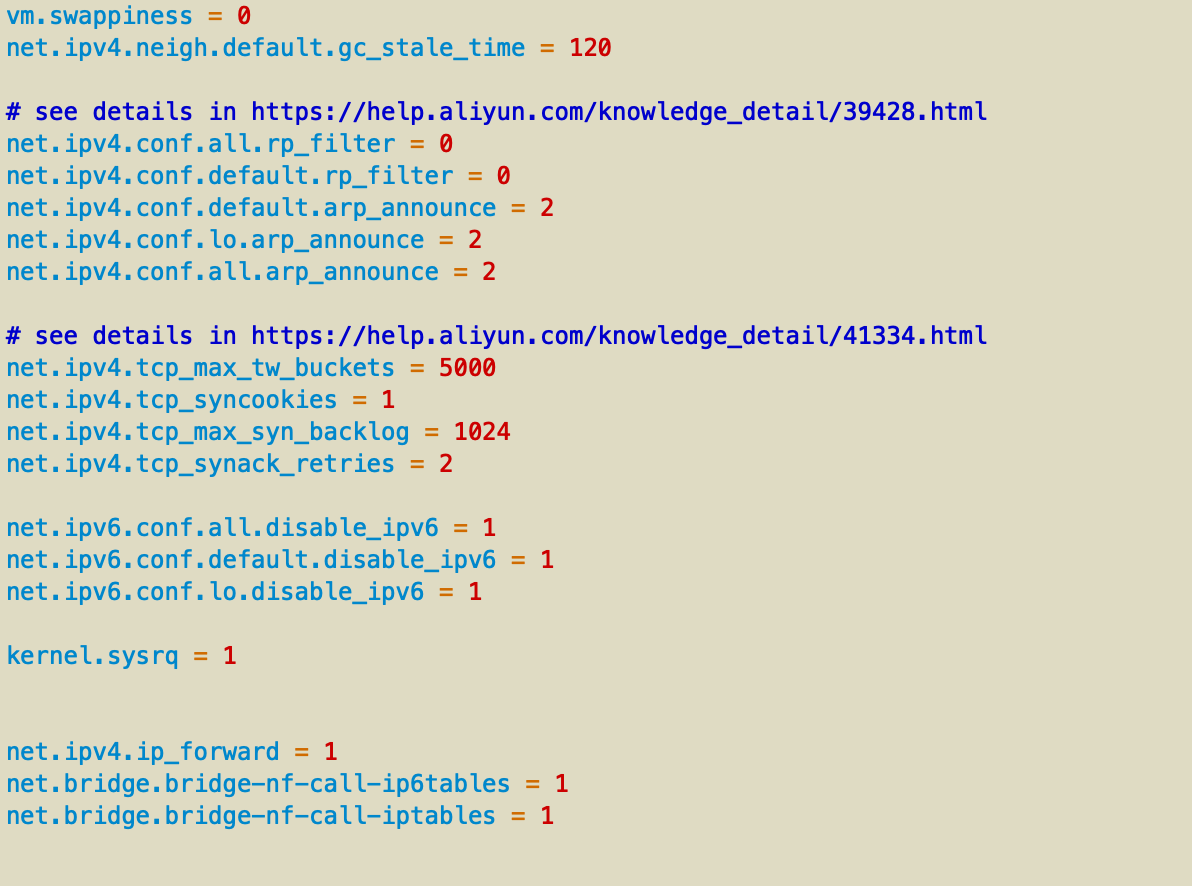 vm.swappiness = 0
net.ipv4.neigh.default.gc_stale_time = 120
# see details in https://help.aliyun.com/knowledge_detail/39428.html
net.ipv4.conf.all.rp_filter = 0
net.ipv4.conf.default.rp_filter = 0
net.ipv4.conf.default.arp_announce = 2
net.ipv4.conf.lo.arp_announce = 2
net.ipv4.conf.all.arp_announce = 2
# see details in https://help.aliyun.com/knowledge_detail/41334.html
net.ipv4.tcp_max_tw_buckets = 5000
net.ipv4.tcp_syncookies = 1
net.ipv4.tcp_max_syn_backlog = 1024
net.ipv4.tcp_synack_retries = 2
net.ipv6.conf.all.disable_ipv6 = 1
net.ipv6.conf.default.disable_ipv6 = 1
net.ipv6.conf.lo.disable_ipv6 = 1
kernel.sysrq = 1
net.ipv4.ip_forward = 1
net.bridge.bridge-nf-call-ip6tables = 1
net.bridge.bridge-nf-call-iptables = 1